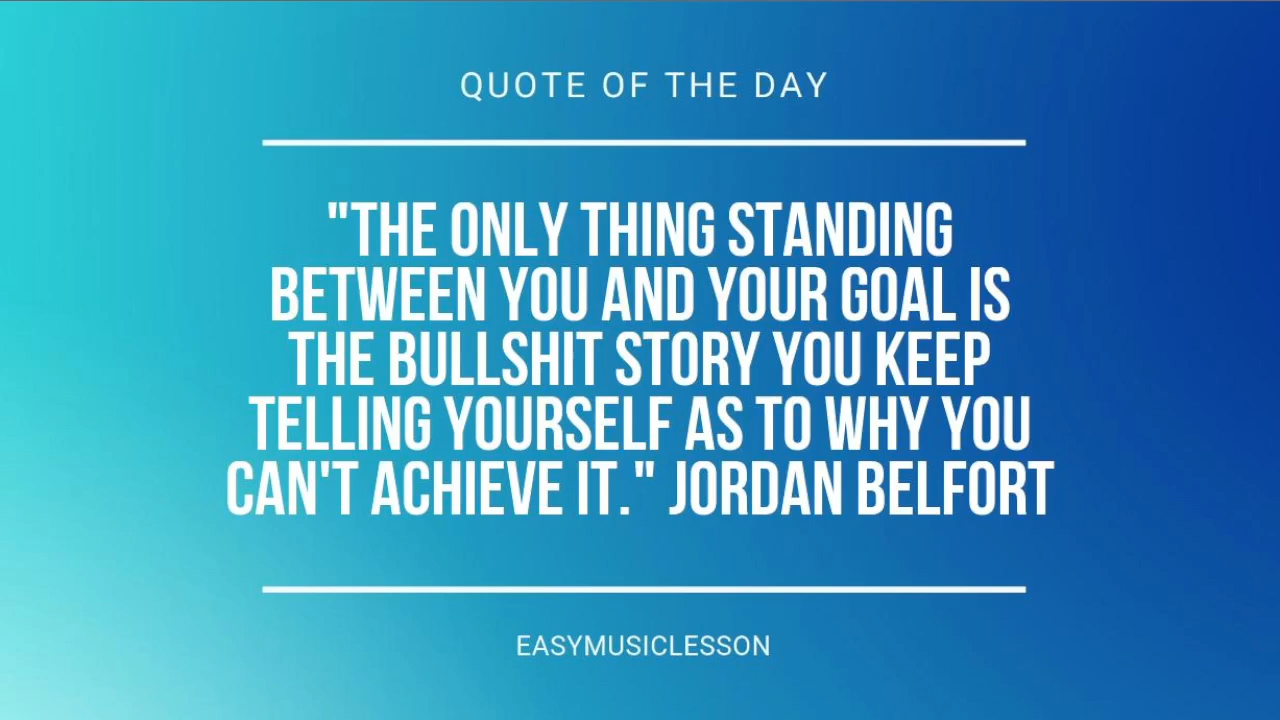 QUOTE OF THE DAY
"THE ONLY THING STANDING
BETWEEN YOU AND YOUR GOAL IS
THE BULLSHIT STORY YOU KEEP
TELLING YOURSELF AS TO WHY YOU
CAN'T ACHIEVE IT." JORDAN BELFORT
EASYMUSICLESSON